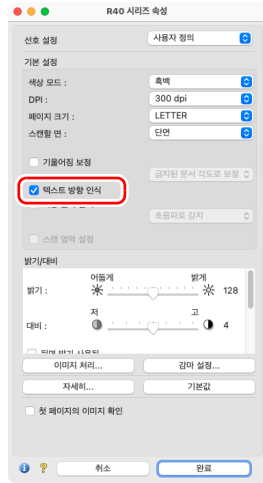 R40 시리즈 속성
선호 설정 사용자 정의
기본 설정
색상 모드 : 흑백
DPI : 300 dpi
페이지 크기 : LETTER
스캔할 면 : 단면
기울어짐 보정
급지된 문서 각도로 보정
텍스트 방향 인식
초음파로 감지
스캔 영역 설정
밝기/대비
어둡게 밝게
밝기 : 128
저 고
대비 : 4
이미지 처리... 감마 설정...
자세히... 기본값
첫 페이지의 이미지 확인
취소 완료